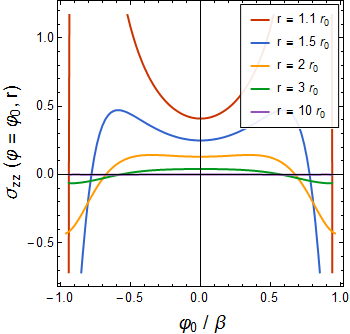 r = 1.1 r₀
r = 1.5 r₀
r = 2 r₀
r = 3 r₀
r = 10 r₀
1.0
0.5
0.0
−0.5
σzz (φ = φ₀, r)
−1.0 −0.5 0.0 0.5 1.0
φ₀ / β